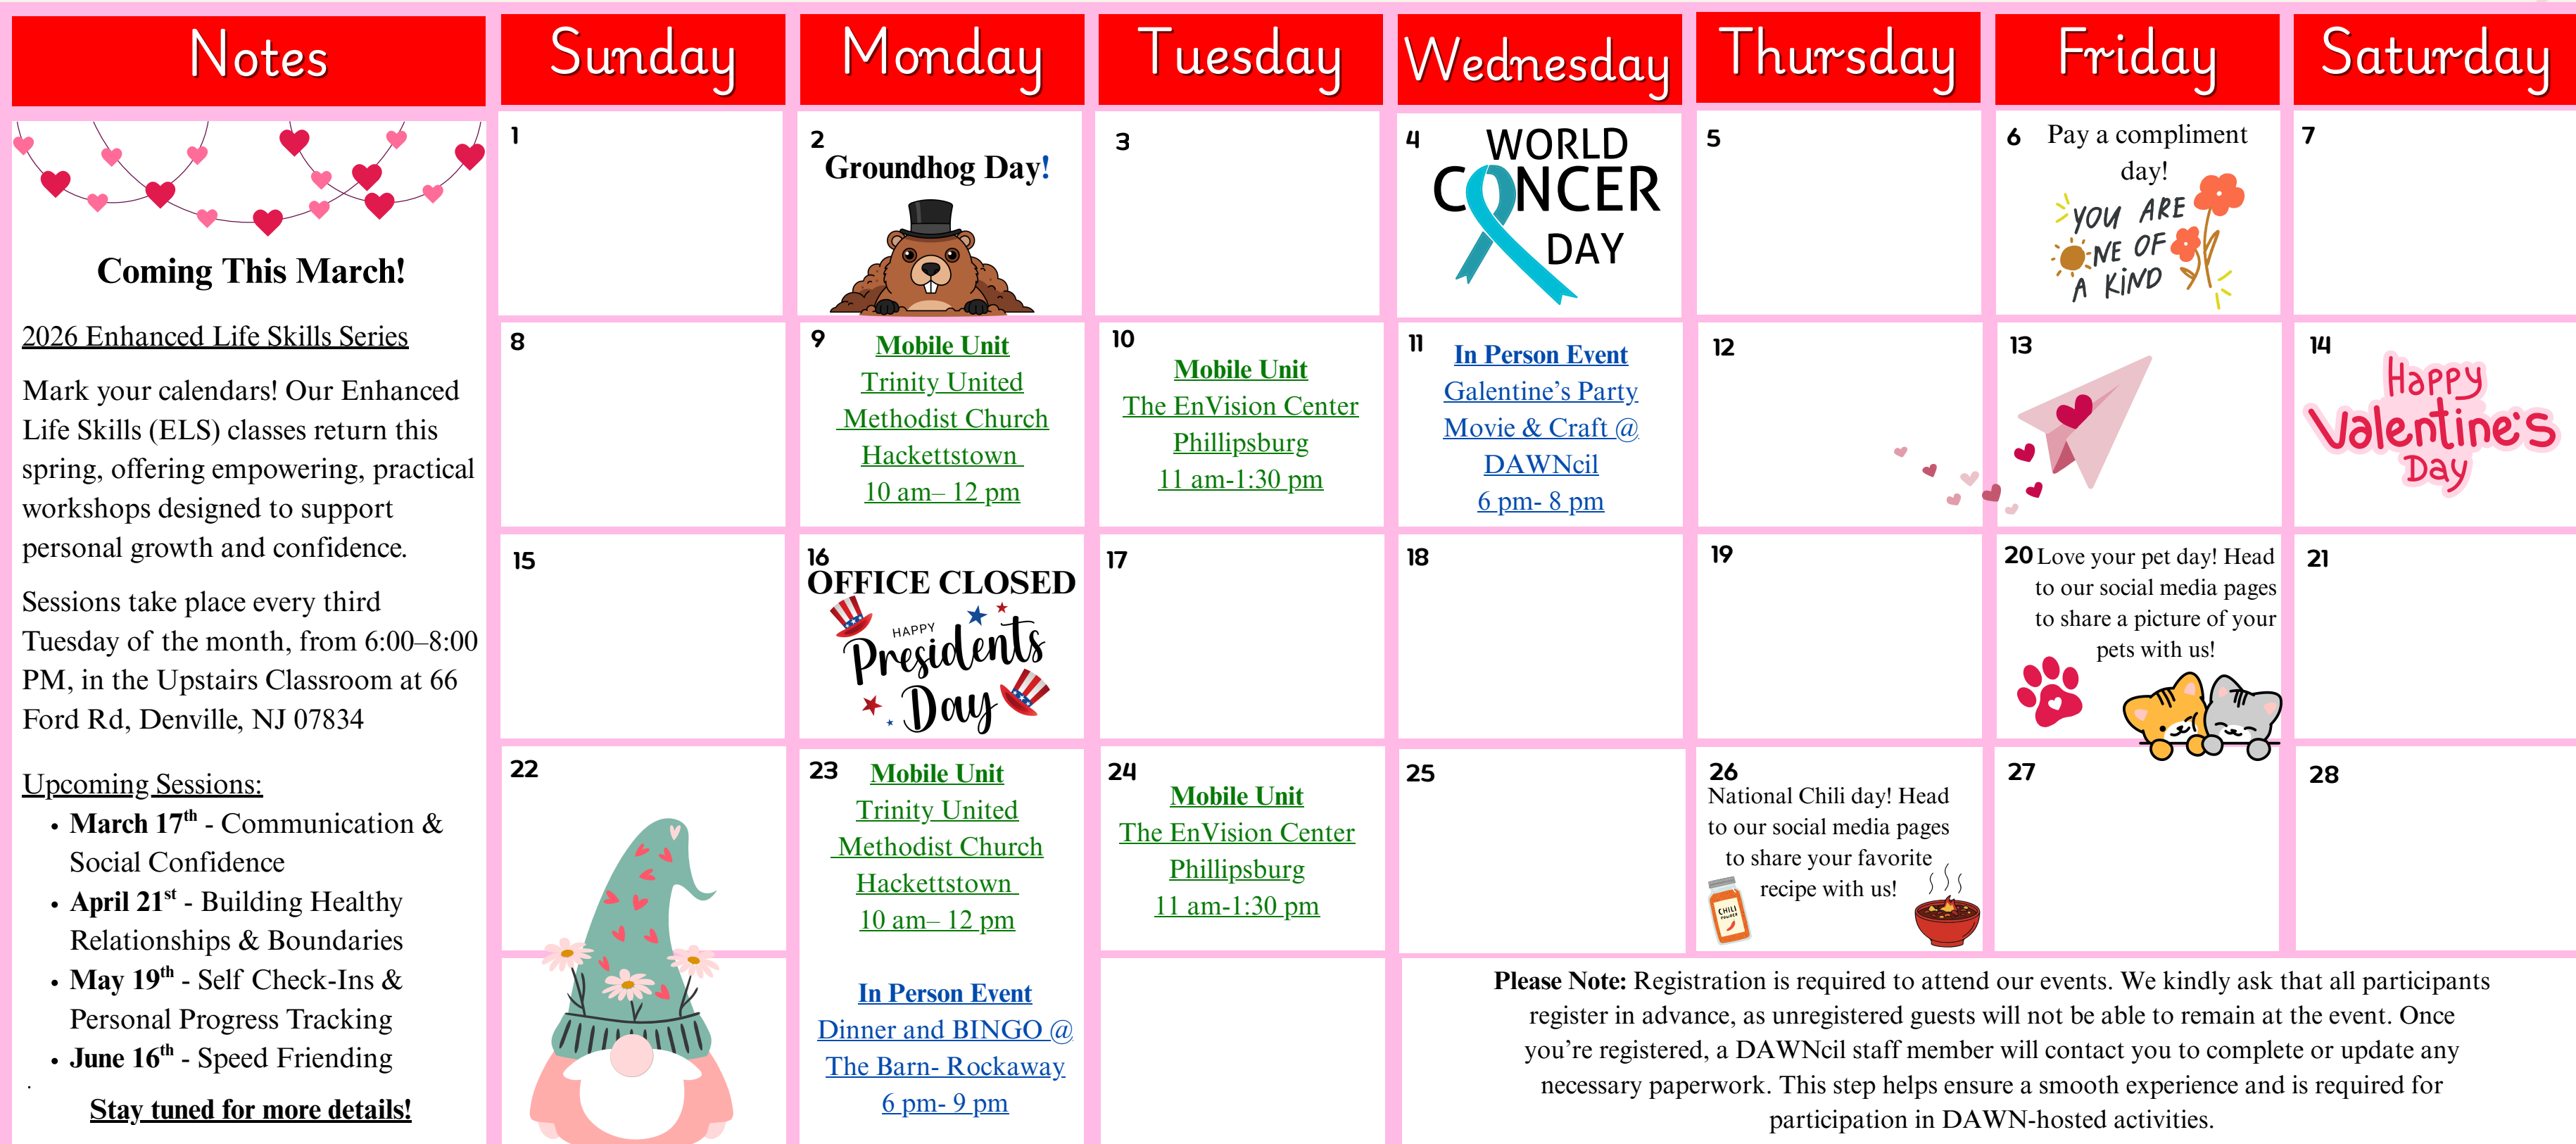 Notes
Sunday
Monday
Tuesday
Wednesday
Thursday
Friday
Saturday
Coming This March!
2026 Enhanced Life Skills Series
Mark your calendars! Our Enhanced
Life Skills (ELS) classes return this
spring, offering empowering, practical
workshops designed to support
personal growth and confidence.
Sessions take place every third
Tuesday of the month, from 6:00–8:00
PM, in the Upstairs Classroom at 66
Ford Rd, Denville, NJ 07834
Upcoming Sessions:
• March 17th - Communication &
Social Confidence
• April 21st - Building Healthy
Relationships & Boundaries
• May 19th - Self Check-Ins &
Personal Progress Tracking
• June 16th - Speed Friending
.
Stay tuned for more details!
1
2
Groundhog Day!
3
4
WORLD
CANCER
DAY
5
6
Pay a compliment
day!
YOU ARE
ONE OF
A KIND
7
8
9
Mobile Unit
Trinity United
Methodist Church
Hackettstown
10 am– 12 pm
10
Mobile Unit
The EnVision Center
Phillipsburg
11 am-1:30 pm
11
In Person Event
Galentine’s Party
Movie & Craft @
DAWNcil
6 pm- 8 pm
12
13
14
Happy
Valentine's
Day
15
16
OFFICE CLOSED
HAPPY
Presidents
Day
17
18
19
20
Love your pet day! Head
to our social media pages
to share a picture of your
pets with us!
21
22
23
Mobile Unit
Trinity United
Methodist Church
Hackettstown
10 am– 12 pm
In Person Event
Dinner and BINGO @
The Barn- Rockaway
6 pm- 9 pm
24
Mobile Unit
The EnVision Center
Phillipsburg
11 am-1:30 pm
25
26
National Chili day! Head
to our social media pages
to share your favorite
recipe with us!
CHILI
POWDER
27
28
Please Note: Registration is required to attend our events. We kindly ask that all participants
register in advance, as unregistered guests will not be able to remain at the event. Once
you’re registered, a DAWNcil staff member will contact you to complete or update any
necessary paperwork. This step helps ensure a smooth experience and is required for
participation in DAWN-hosted activities.